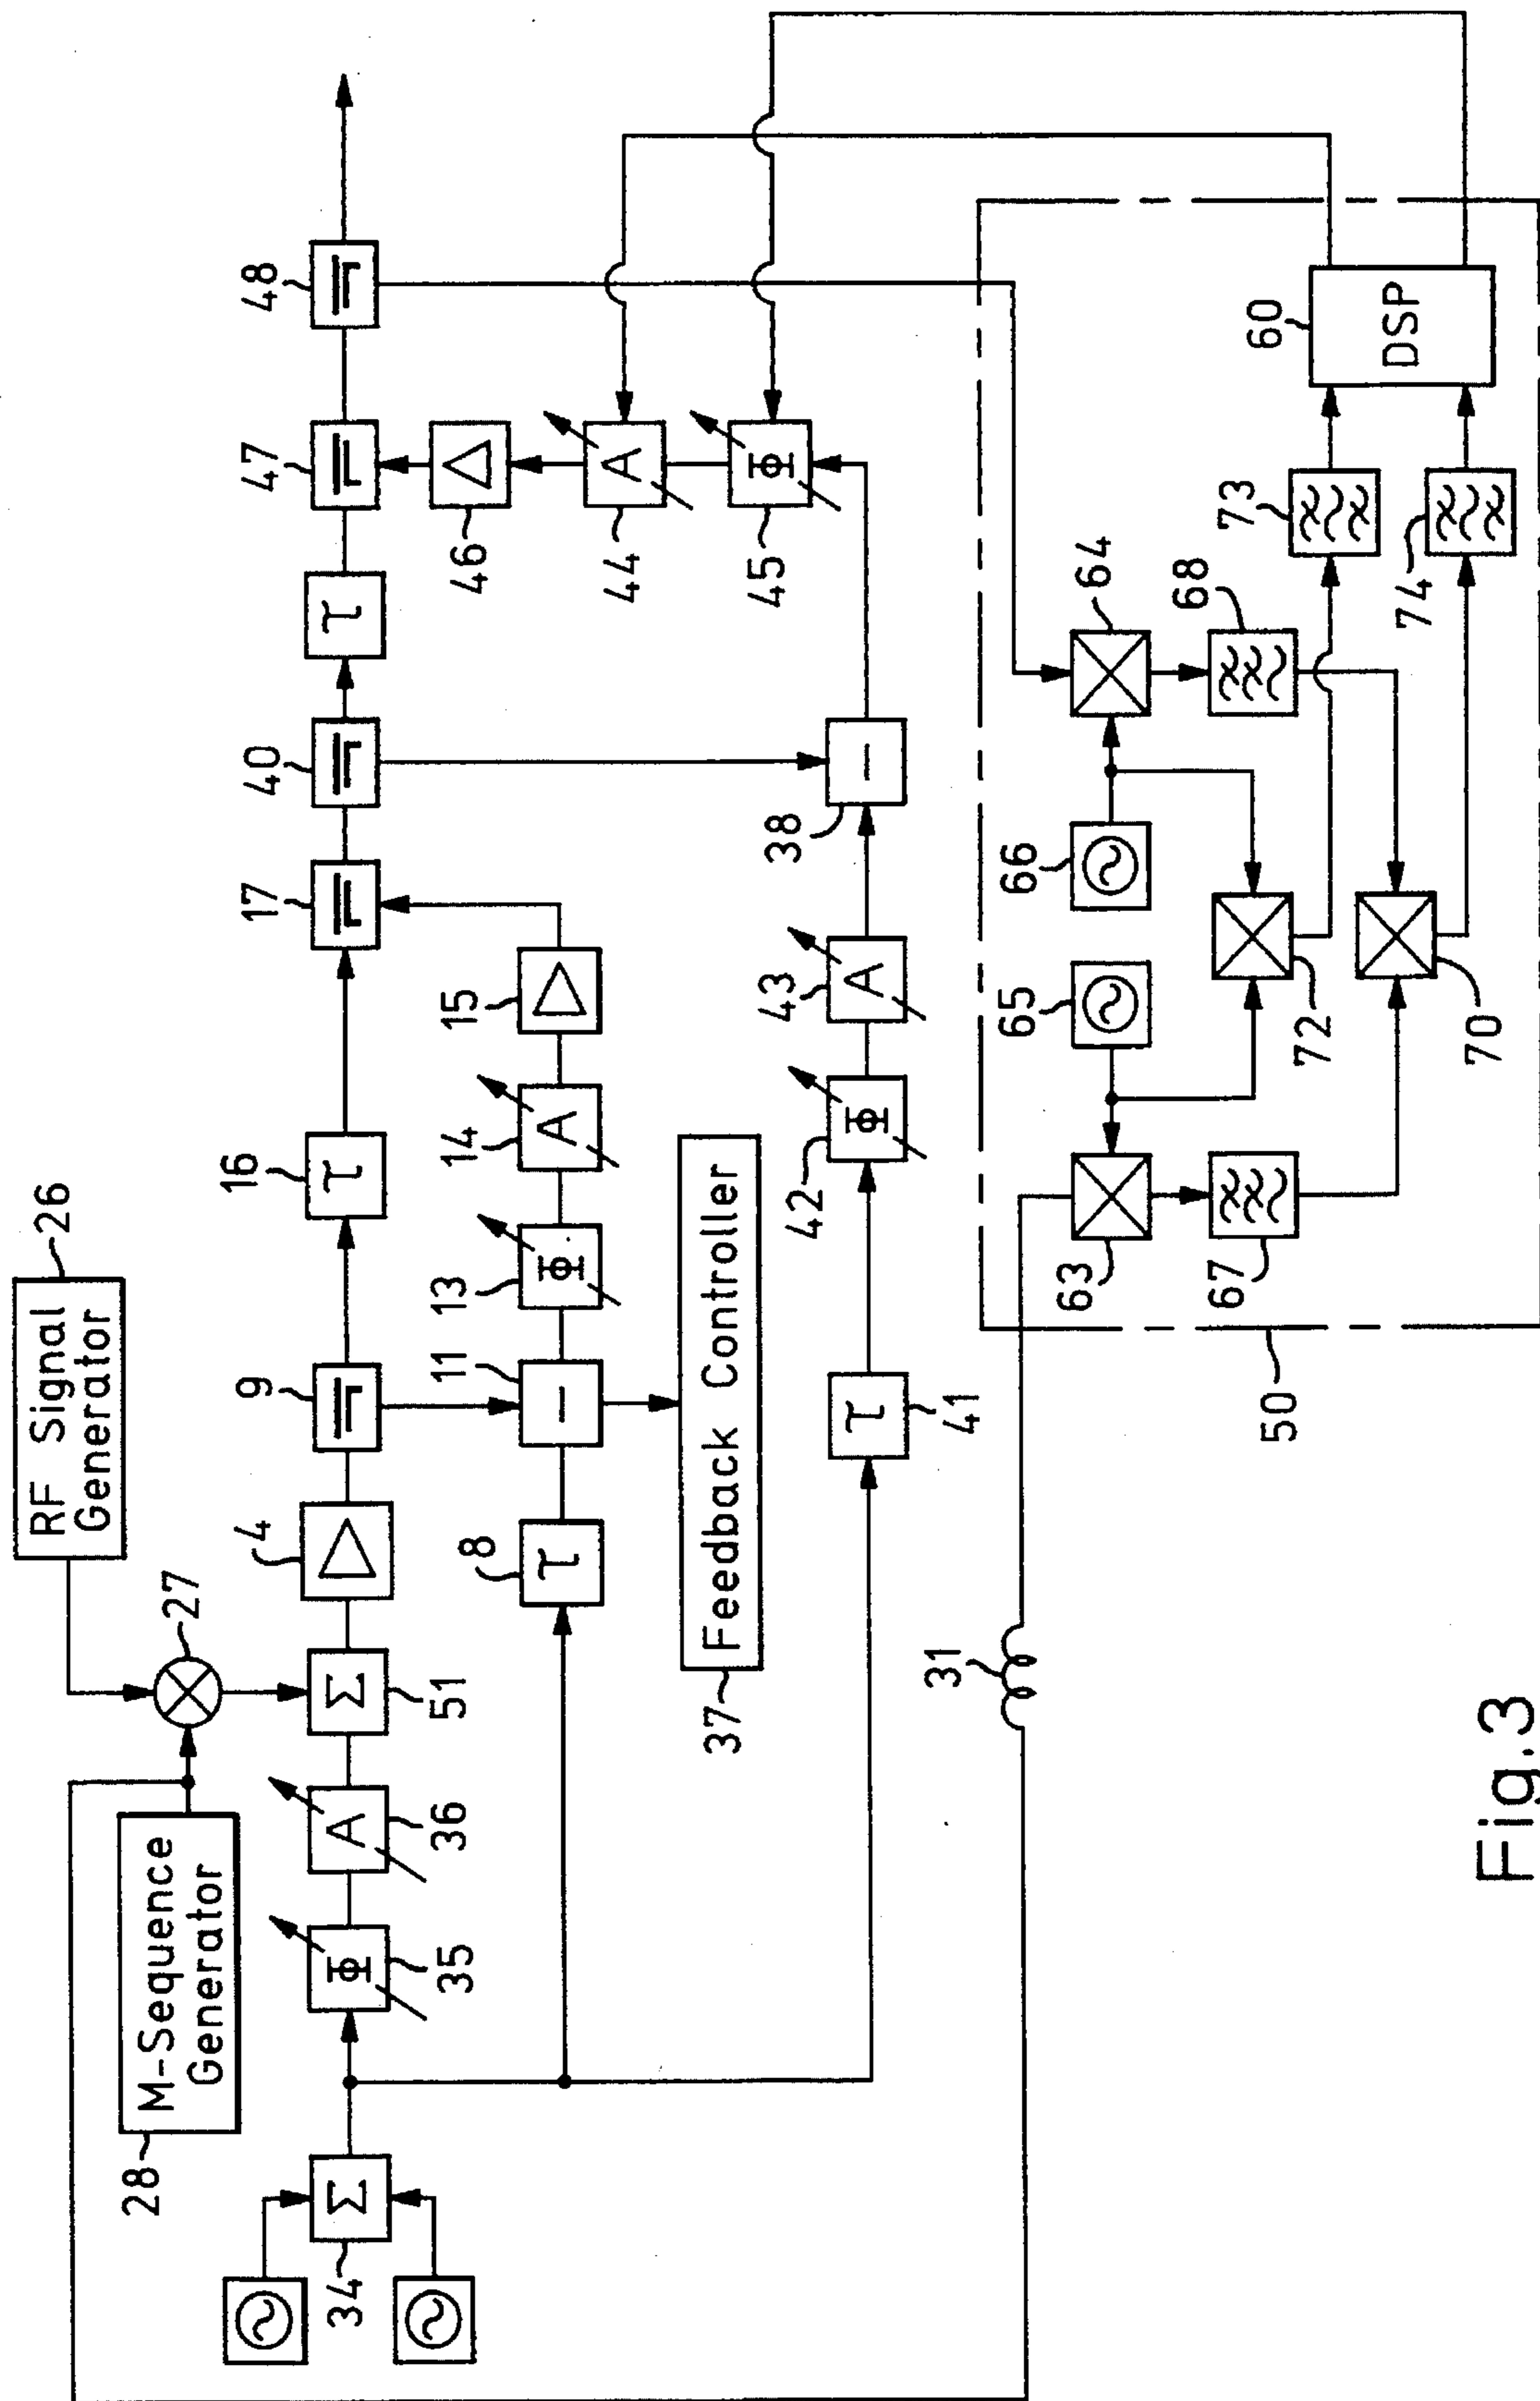 RF Signal
Generator
26
M-Sequence
Generator
28
27
34
35
36
51
4
9
16
17
40
47
48
8
11
13
14
15
46
44
45
37
Feedback Controller
41
42
43
38
31
50
63
67
65
66
64
68
72
70
73
74
60
DSP
Σ
Φ
A
Σ
τ
τ
τ
–
Φ
A
A
Φ
τ
Φ
A
–
Fig.3